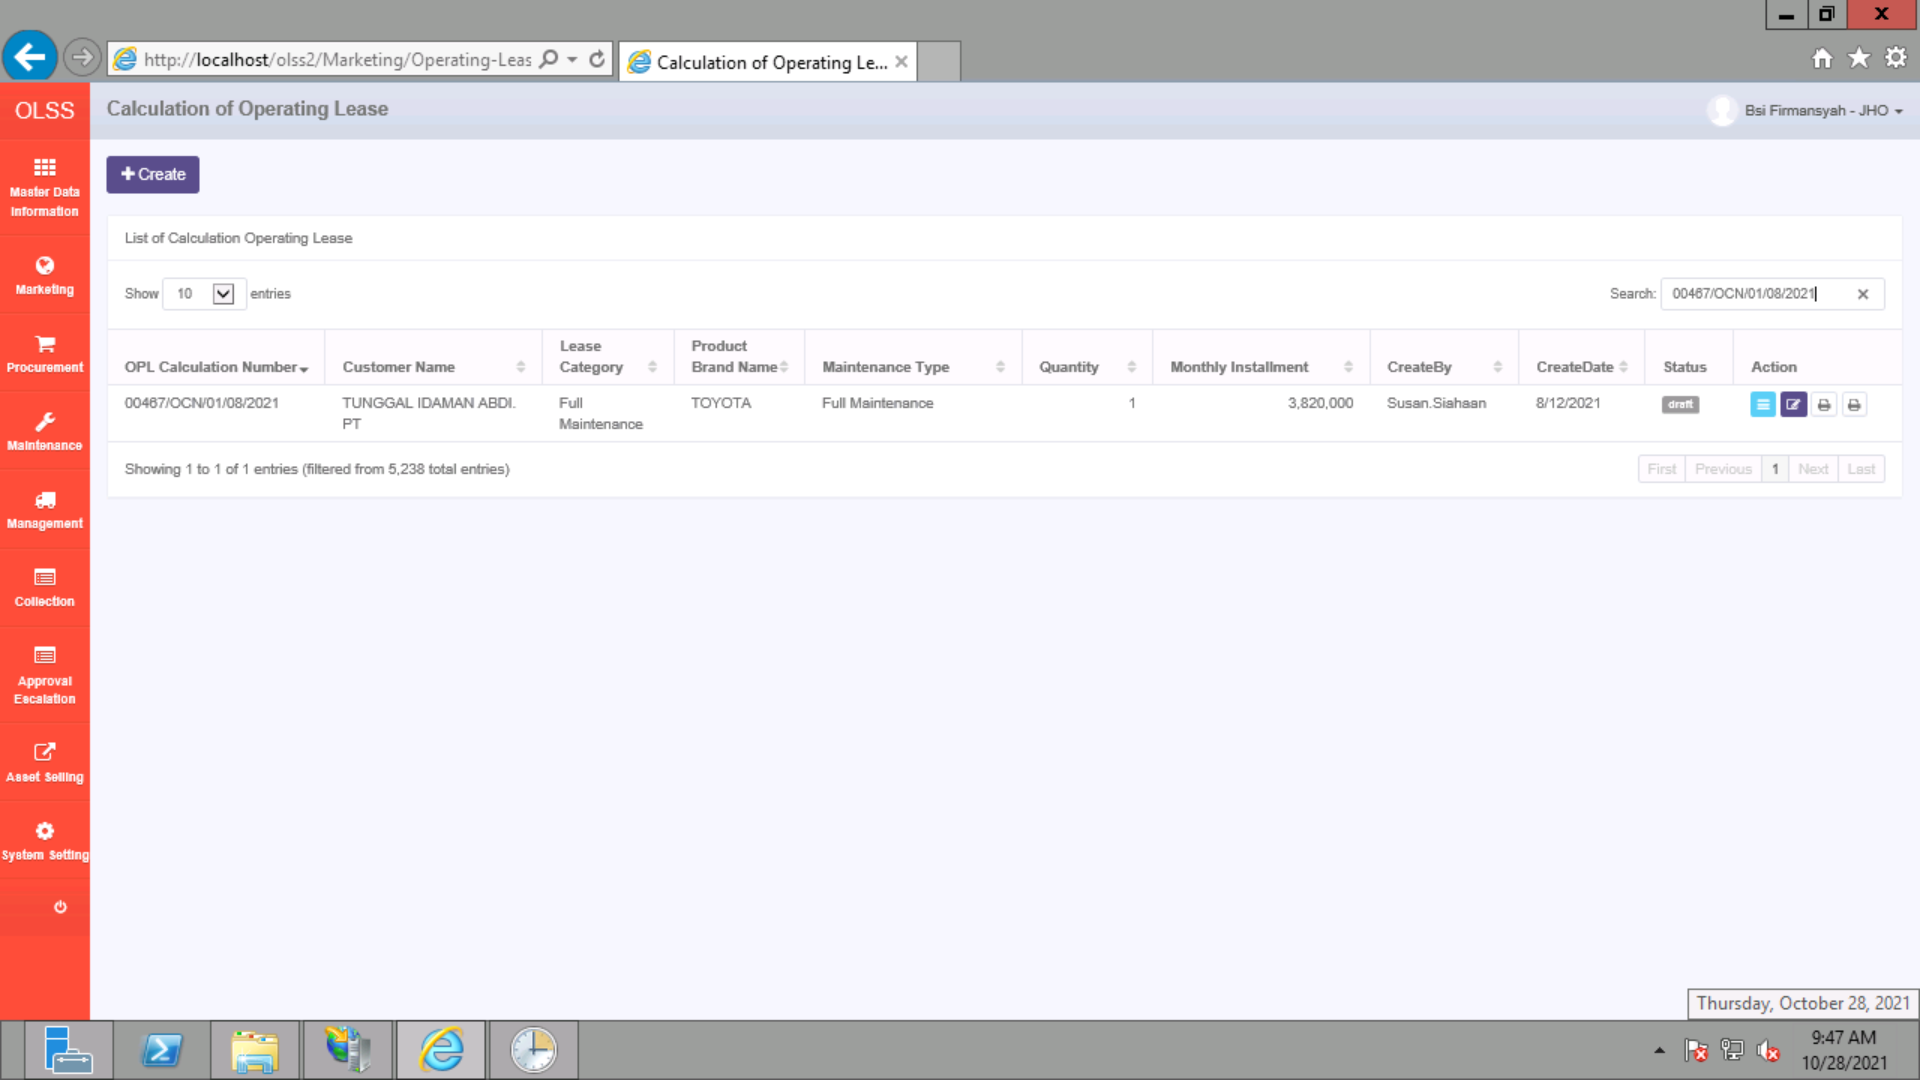 http://localhost/olss2/Marketing/Operating-Leas
Calculation of Operating Le...
OLSS
Calculation of Operating Lease
Bsi Firmansyah - JHO
Master Data
Information
Marketing
Procurement
Maintenance
Management
Collection
Approval
Escalation
Asset Selling
System Setting
Create
List of Calculation Operating Lease
Show 10 entries
Search: 00467/OCN/01/08/2021
OPL Calculation Number Customer Name Lease Category Product Brand Name Maintenance Type Quantity Monthly Installment CreateBy CreateDate Status Action
00467/OCN/01/08/2021 TUNGGAL IDAMAN ABDI. PT Full Maintenance TOYOTA Full Maintenance 1 3,820,000 Susan.Siahaan 8/12/2021 draft
Showing 1 to 1 of 1 entries (filtered from 5,238 total entries)
First Previous 1 Next Last
Thursday, October 28, 2021
9:47 AM
10/28/2021